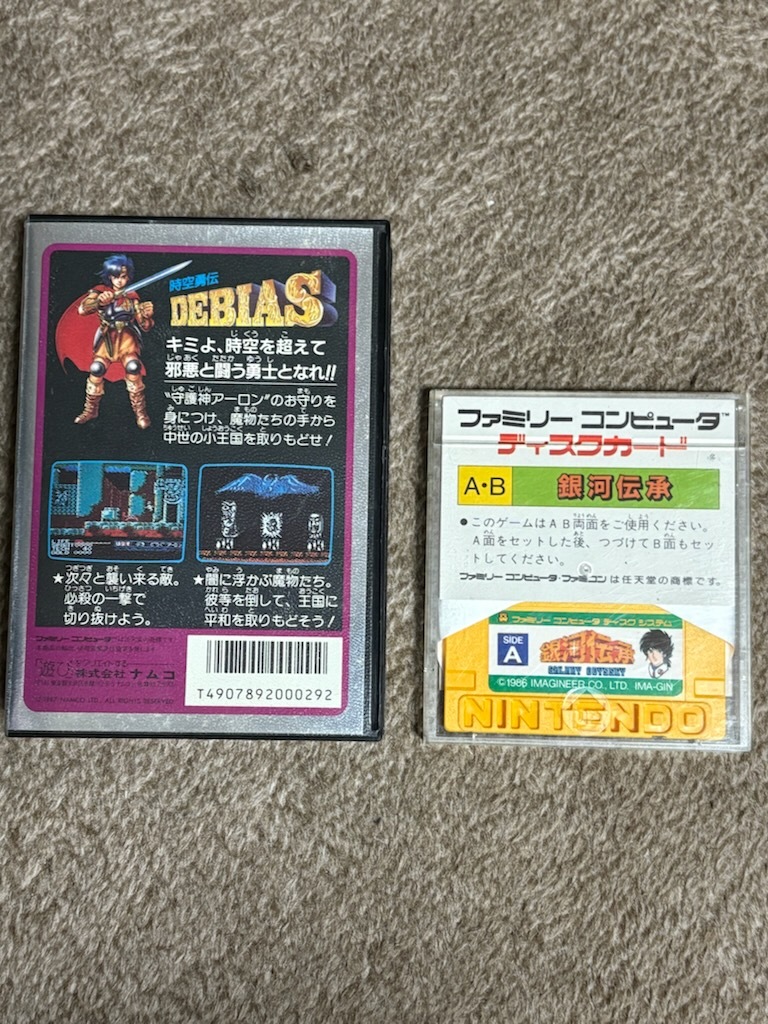 時空勇伝
DEBIAS
キミよ、時空を超えて
邪悪と闘う勇士となれ!!
“守護神アーロン”のお守りを
身につけ、魔物たちの手から
中世の小王国を取りもどせ!
★次々と襲い来る敵。
必殺の一撃で
切り抜けよう。
★闇に浮かぶ魔物たち。
彼等を倒して、王国に
平和を取りもどそう!
「遊び」をクリエイトする
株式会社ナムコ
T4907892000292
ファミリー コンピュータ™
ディスクカード
A・B 銀河伝承
●このゲームはAB両面をご使用ください。
A面をセットした後、つづけてB面もセッ
トしてください。
ファミリーコンピュータ・ファミコンは任天堂の商標です。
ファミリー コンピュータ ディスク システム
SIDE
A
銀河伝承
GALAXY ODYSSEY
©1986 IMAGINEER CO., LTD. IMA-GIN
NINTENDO